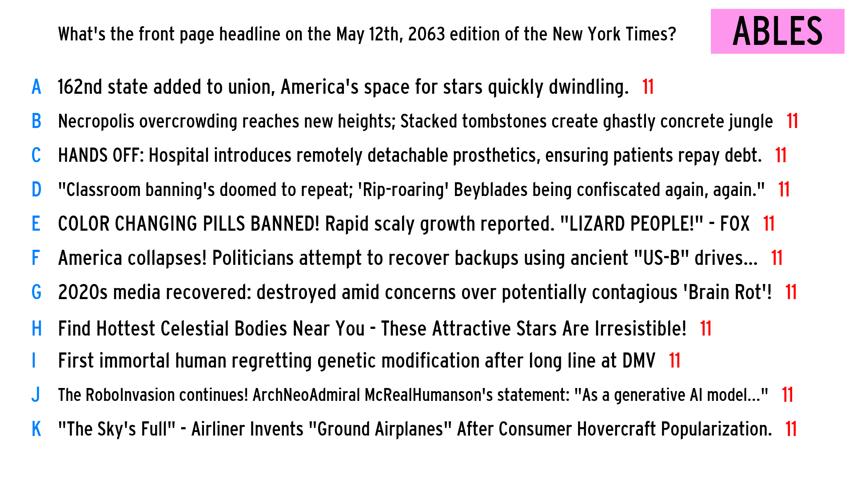 What's the front page headline on the May 12th, 2063 edition of the New York Times?
ABLES
A 162nd state added to union, America's space for stars quickly dwindling. 11
B Necropolis overcrowding reaches new heights; Stacked tombstones create ghastly concrete jungle 11
C HANDS OFF: Hospital introduces remotely detachable prosthetics, ensuring patients repay debt. 11
D "Classroom banning's doomed to repeat; 'Rip-roaring' Beyblades being confiscated again, again." 11
E COLOR CHANGING PILLS BANNED! Rapid scaly growth reported. "LIZARD PEOPLE!" - FOX 11
F America collapses! Politicians attempt to recover backups using ancient "US-B" drives... 11
G 2020s media recovered: destroyed amid concerns over potentially contagious 'Brain Rot'! 11
H Find Hottest Celestial Bodies Near You - These Attractive Stars Are Irresistible! 11
I First immortal human regretting genetic modification after long line at DMV 11
J The RoboInvasion continues! ArchNeoAdmiral McRealHumanson's statement: "As a generative AI model..." 11
K "The Sky's Full" - Airliner Invents "Ground Airplanes" After Consumer Hovercraft Popularization. 11